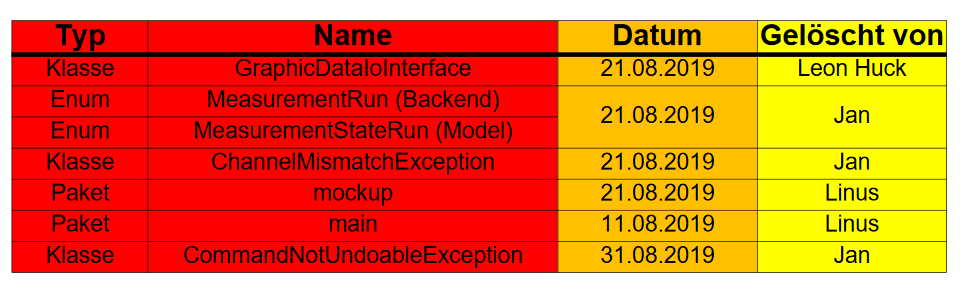 Typ Name Datum Gelöscht von
Klasse GraphicDataIoInterface 21.08.2019 Leon Huck
Enum MeasurementRun (Backend) 21.08.2019 Jan
Enum MeasurementStateRun (Model)
Klasse ChannelMismatchException 21.08.2019 Jan
Paket mockup 21.08.2019 Linus
Paket main 11.08.2019 Linus
Klasse CommandNotUndoableException 31.08.2019 Jan